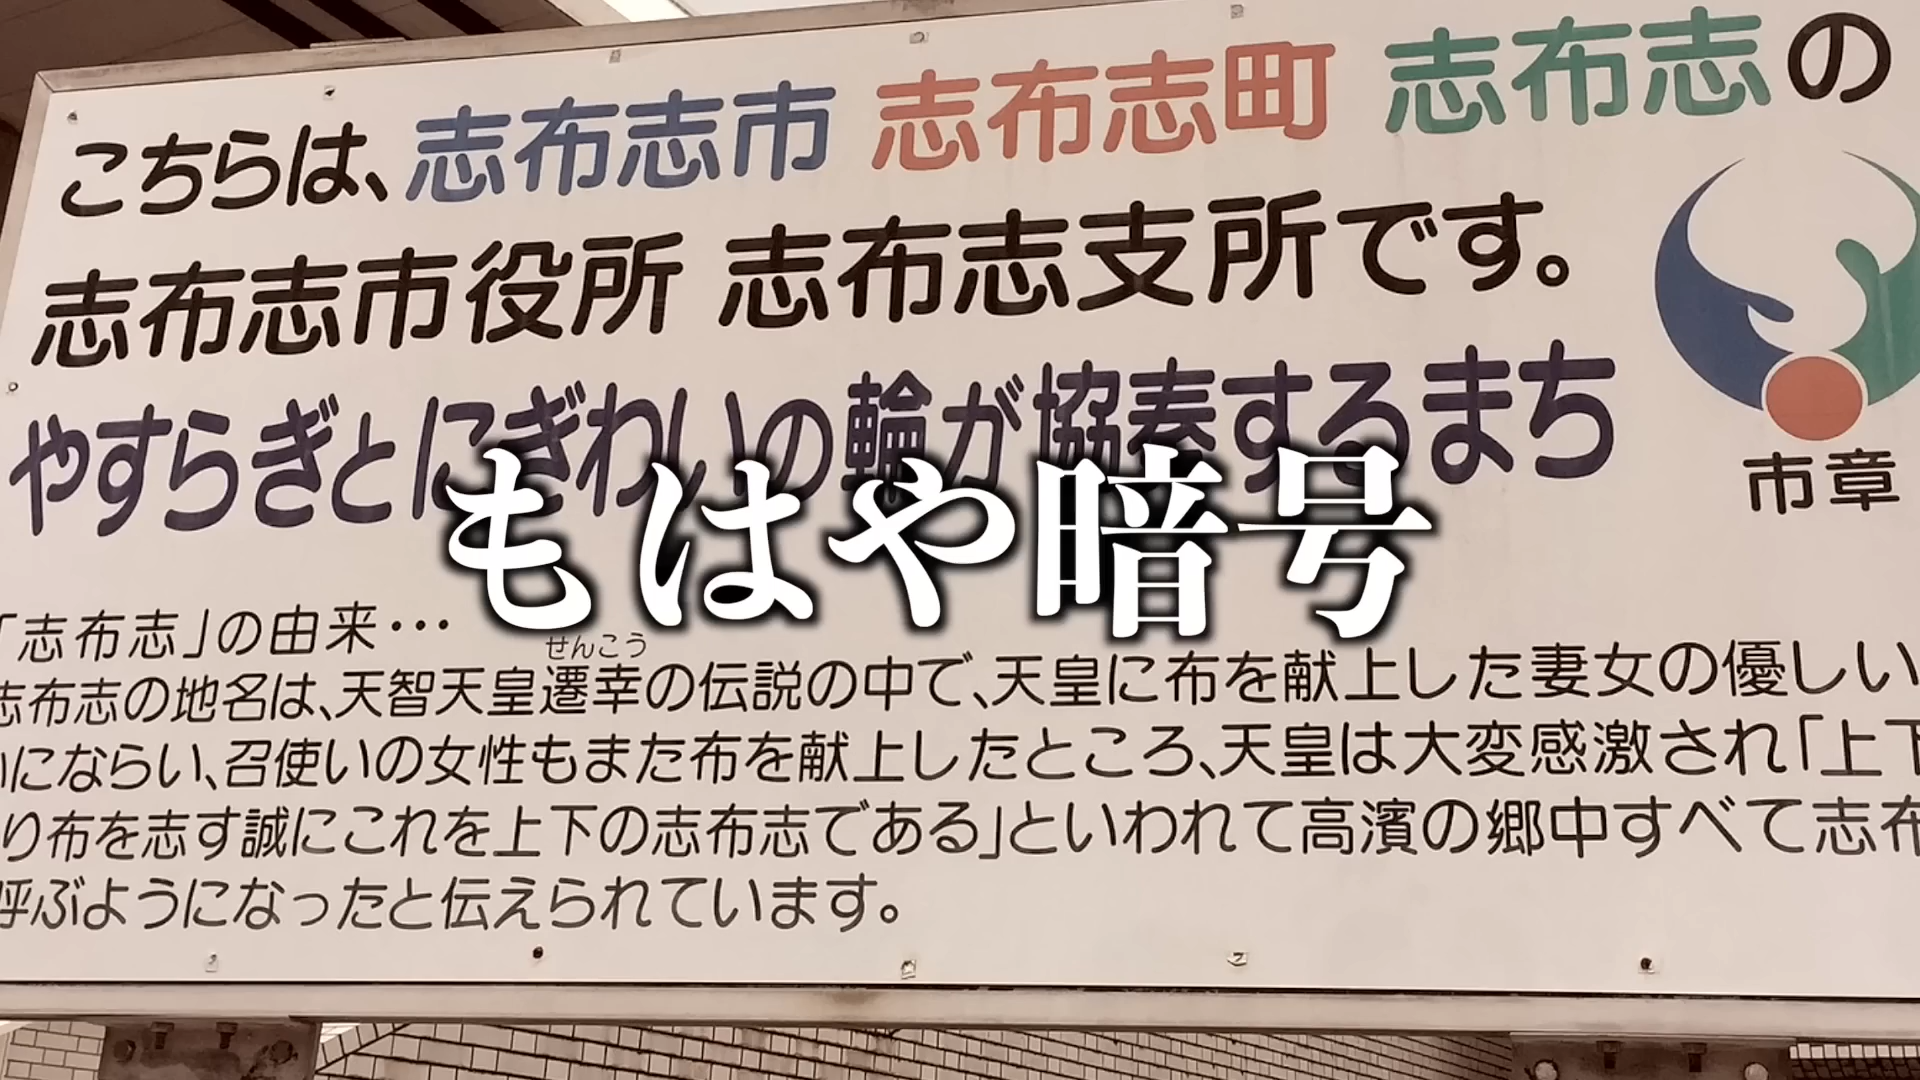 こちらは、志布志市 志布志町 志布志の
志布志市役所 志布志支所です。
やすらぎとにぎわいの輪が協奏するまち
市章
もはや暗号
「志布志」の由来…
せんこう
志布志の地名は、天智天皇遷幸の伝説の中で、天皇に布を献上した妻女の優しい
いにならい、召使いの女性もまた布を献上したところ、天皇は大変感激され「上下
り布を志す誠にこれを上下の志布志である」といわれて高濱の郷中すべて志布
呼ぶようになったと伝えられています。